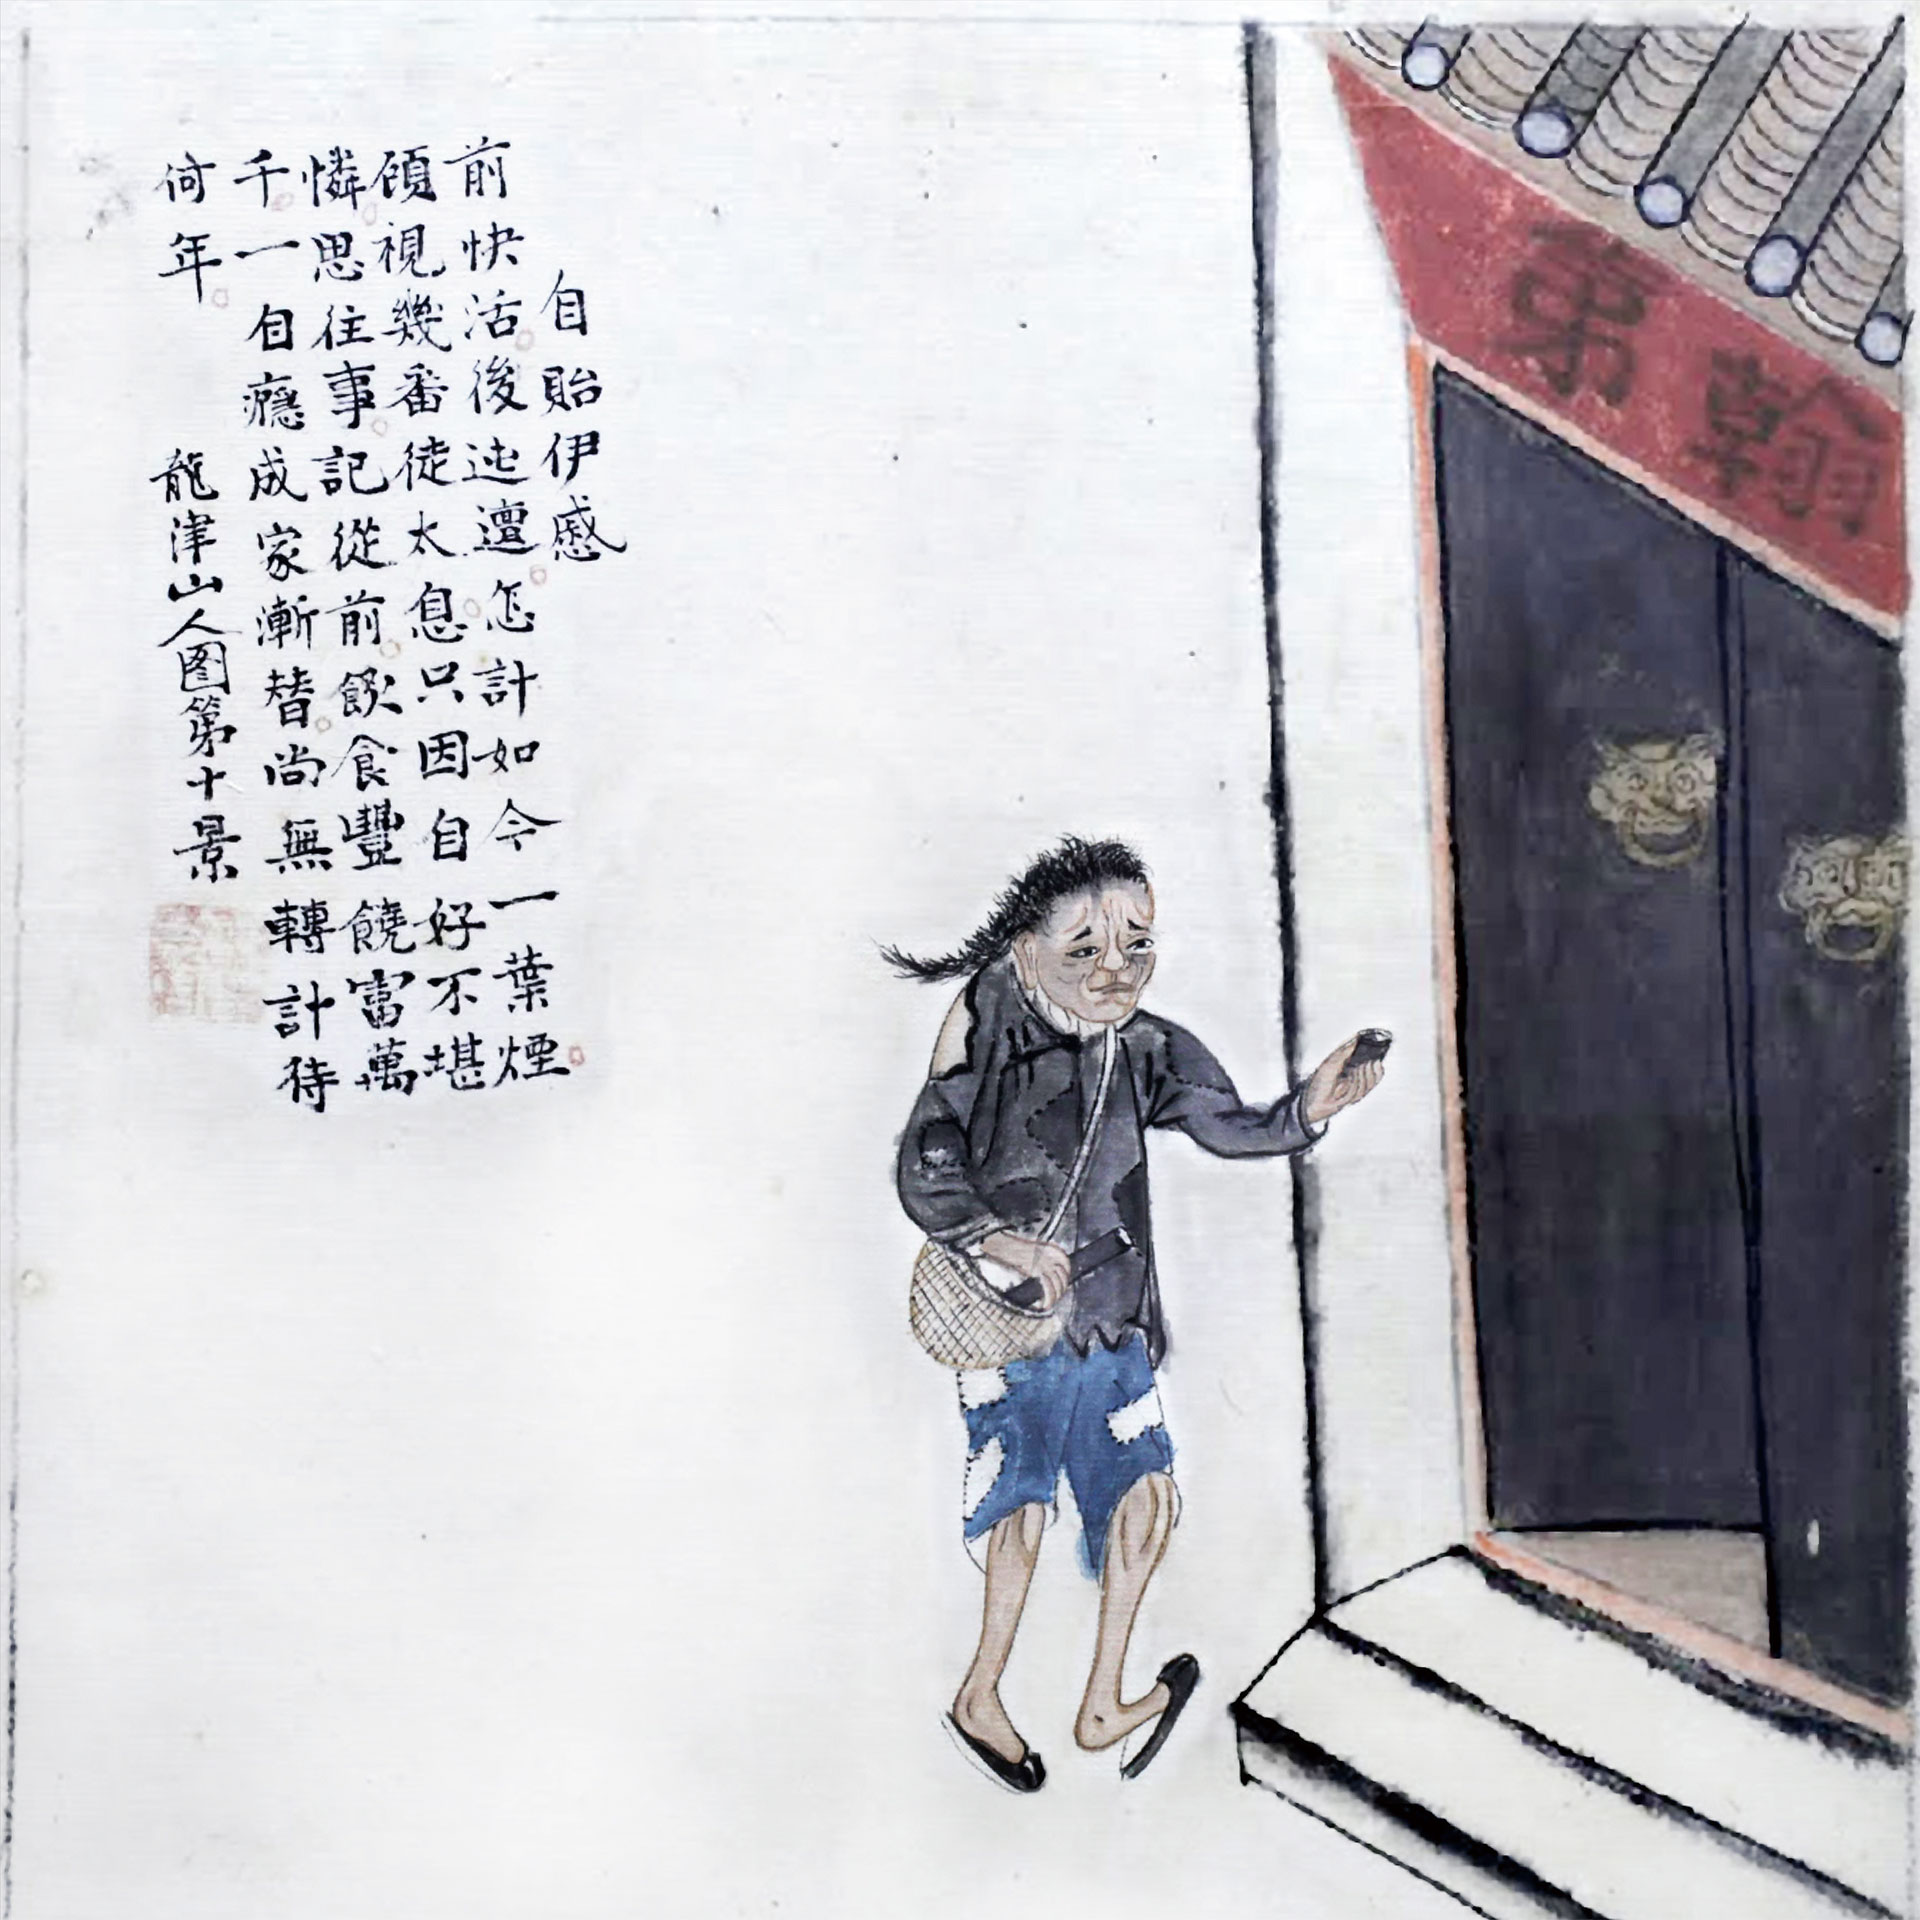 自貽伊慼
前快活後迍邅怎計如今一葉煙
頋視幾番徒太息只因自好不堪
憐思往事記從前飲食豐饒富萬
千一自癮成家漸替尚無轉計待
何年
龍津山人图第十景
翰第